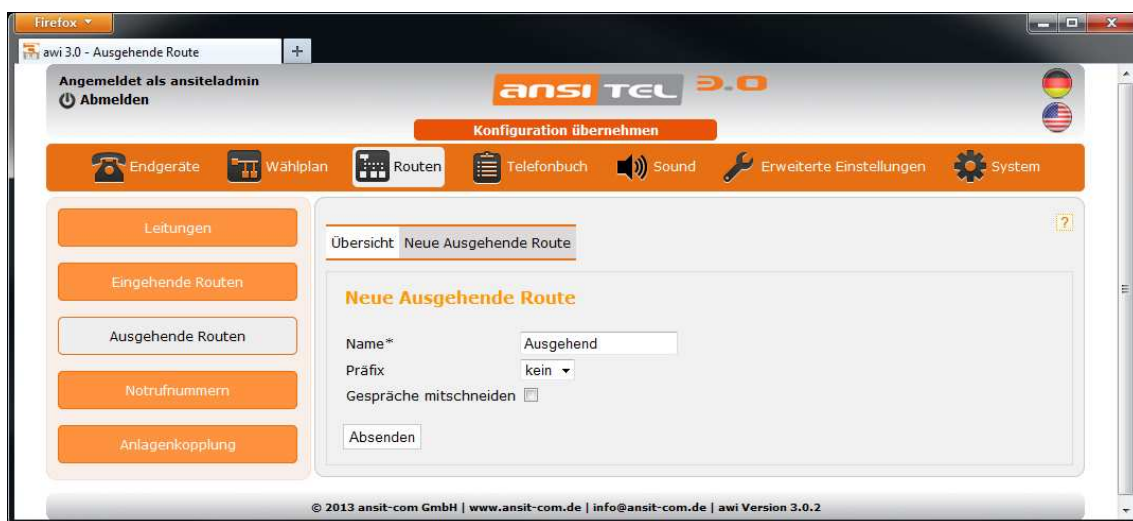 Firefox
awi 3.0 - Ausgehende Route
+
Angemeldet als ansiteladmin
Abmelden
ansi TEL 3.0
Konfiguration übernehmen
Endgeräte Wählplan Routen Telefonbuch Sound Erweiterte Einstellungen System
Leitungen
Eingehende Routen
Ausgehende Routen
Notrufnummern
Anlagenkopplung
?
Übersicht Neue Ausgehende Route
Neue Ausgehende Route
Name* Ausgehend
Präfix kein
Gespräche mitschneiden
Absenden
© 2013 ansit-com GmbH | www.ansit-com.de | info@ansit-com.de | awi Version 3.0.2